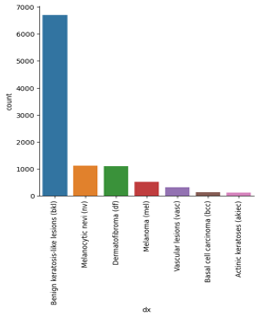 7000
6000
5000
4000
3000
2000
1000
0
count
Benign keratosis-like lesions (bkl)
Melanocytic nevi (nv)
Dermatofibroma (df)
Melanoma (mel)
Vascular lesions (vasc)
Basal cell carcinoma (bcc)
Actinic keratoses (akiec)
dx